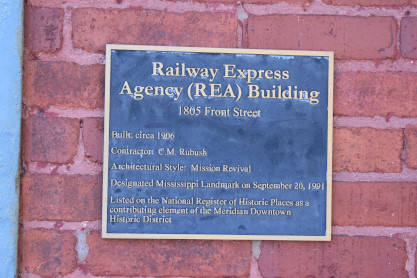 Railway Express
Agency (REA) Building
1805 Front Street
Built: circa 1906
Contractor: C.M. Rubush
Architectural Style: Mission Revival
Designated Mississippi Landmark on September 20, 1991
Listed on the National Register of Historic Places as a
contributing element of the Meridian Downtown
Historic District